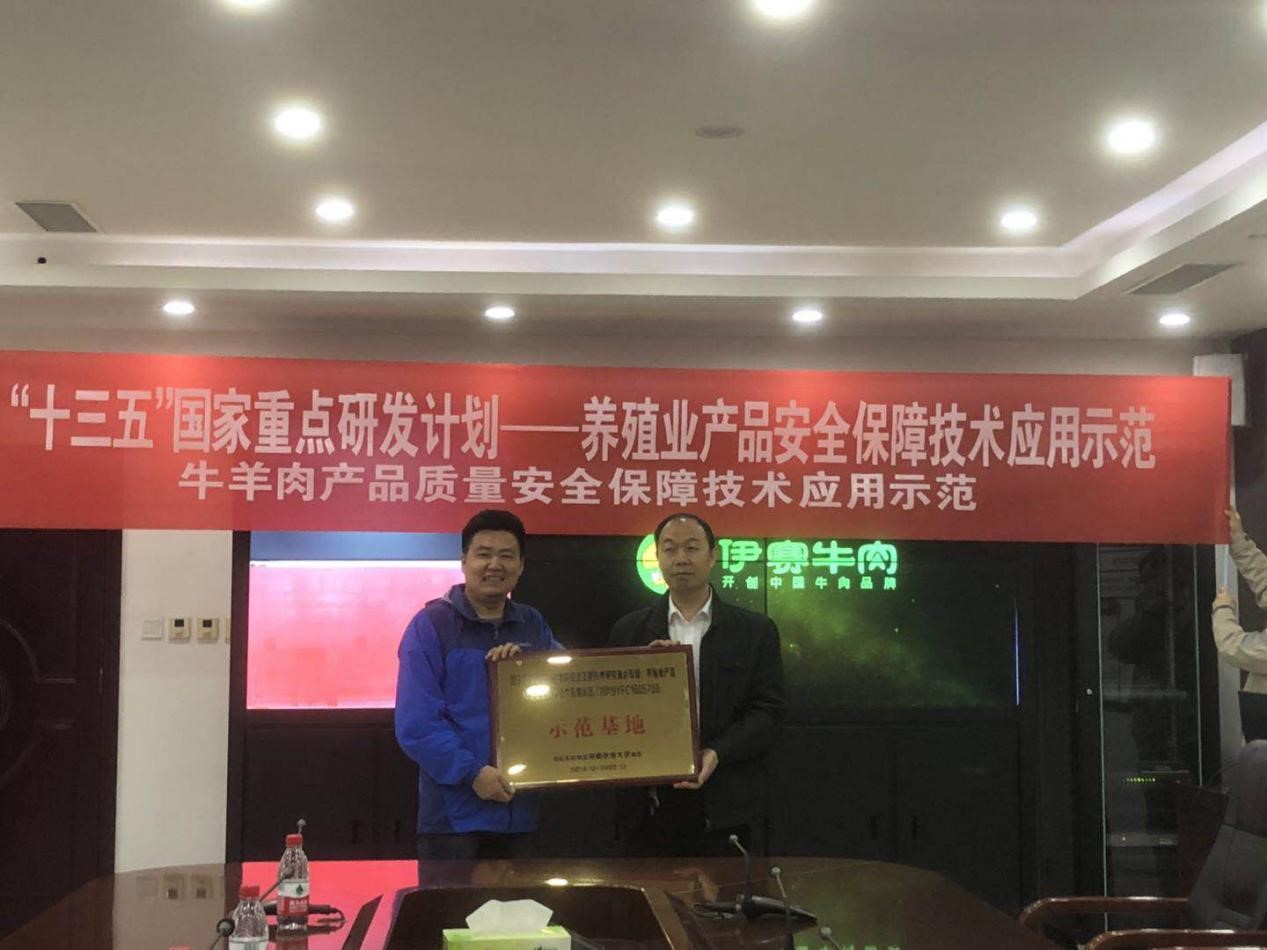 “十三五”国家重点研发计划——养殖业产品安全保障技术应用示范
牛羊肉产品质量安全保障技术应用示范
伊赛牛肉
开创中国牛肉品牌
示范基地